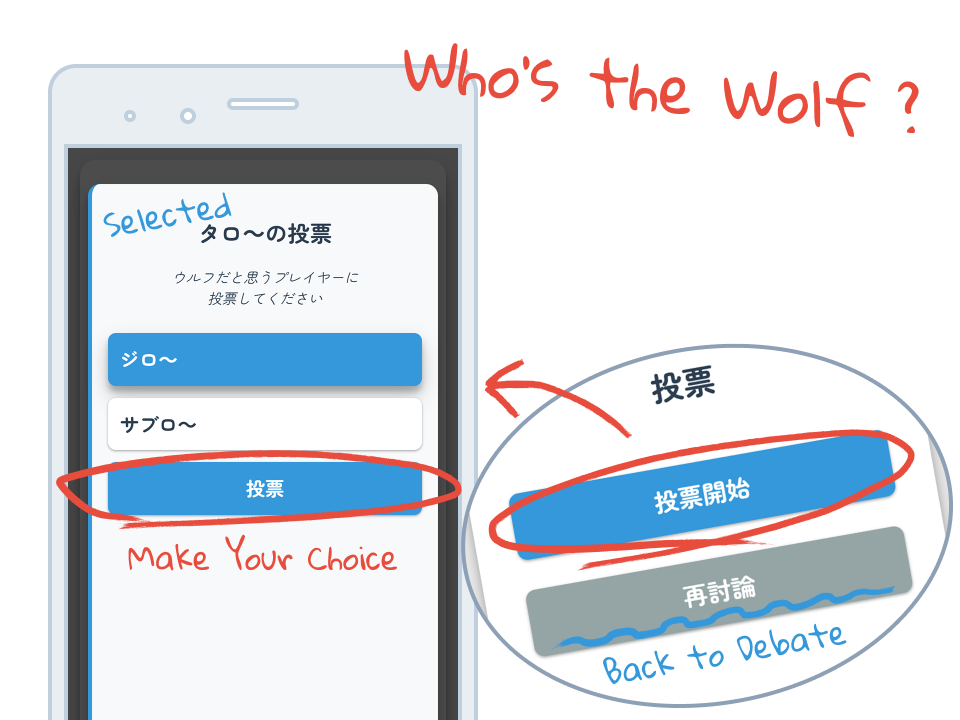 Who's the Wolf ?
Selected
タロ〜の投票
ウルフだと思うプレイヤーに
投票してください
ジロ〜
サブロ〜
投票
Make Your Choice
投票
投票開始
再討論
Back to Debate